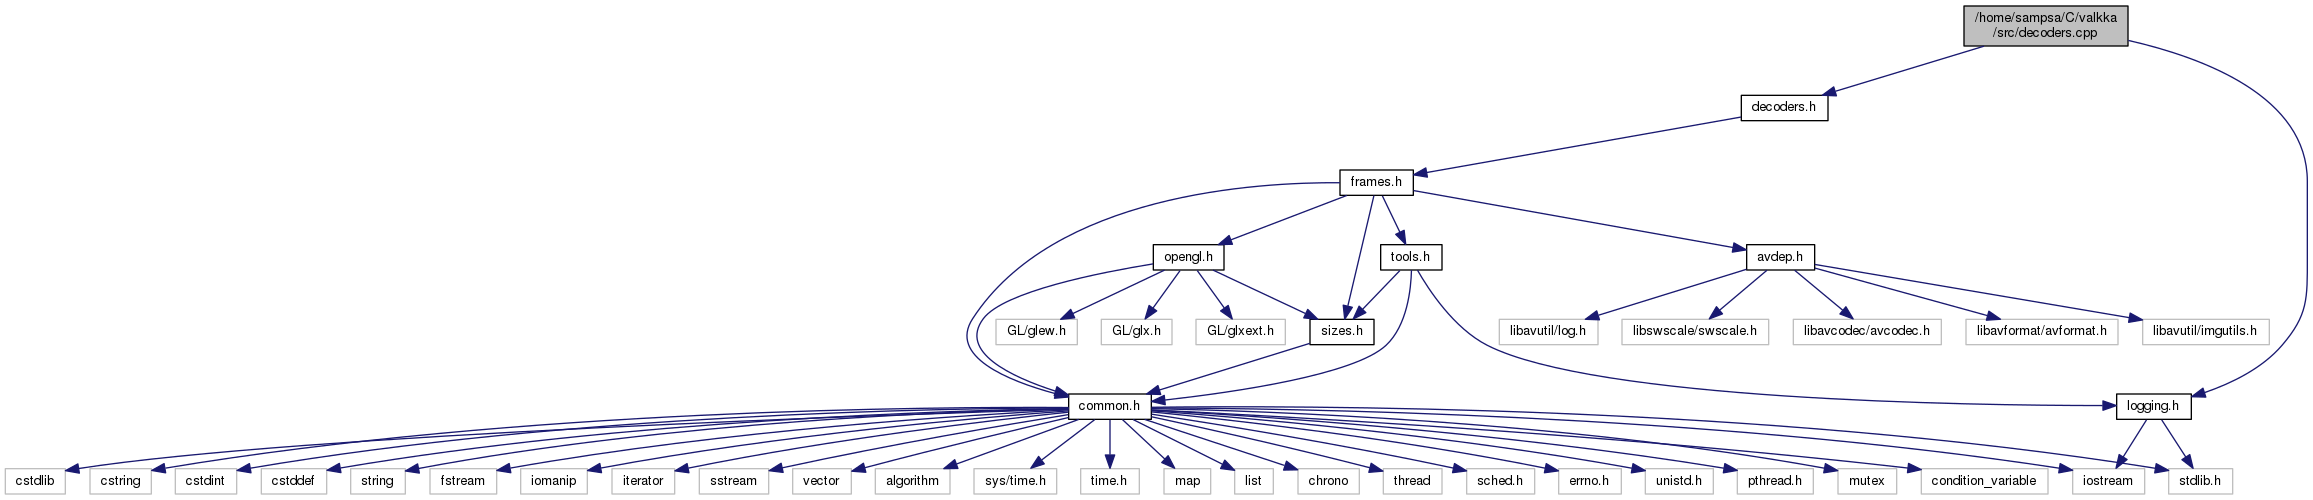 /home/sampsa/C/valkka
/src/decoders.cpp
decoders.h
frames.h
opengl.h
tools.h
avdep.h
GL/glew.h
GL/glx.h
GL/glxext.h
sizes.h
libavutil/log.h
libswscale/swscale.h
libavcodec/avcodec.h
libavformat/avformat.h
libavutil/imgutils.h
common.h
logging.h
cstdlib
cstring
cstdint
cstddef
string
fstream
iomanip
iterator
sstream
vector
algorithm
sys/time.h
time.h
map
list
chrono
thread
sched.h
errno.h
unistd.h
pthread.h
mutex
condition_variable
iostream
stdlib.h